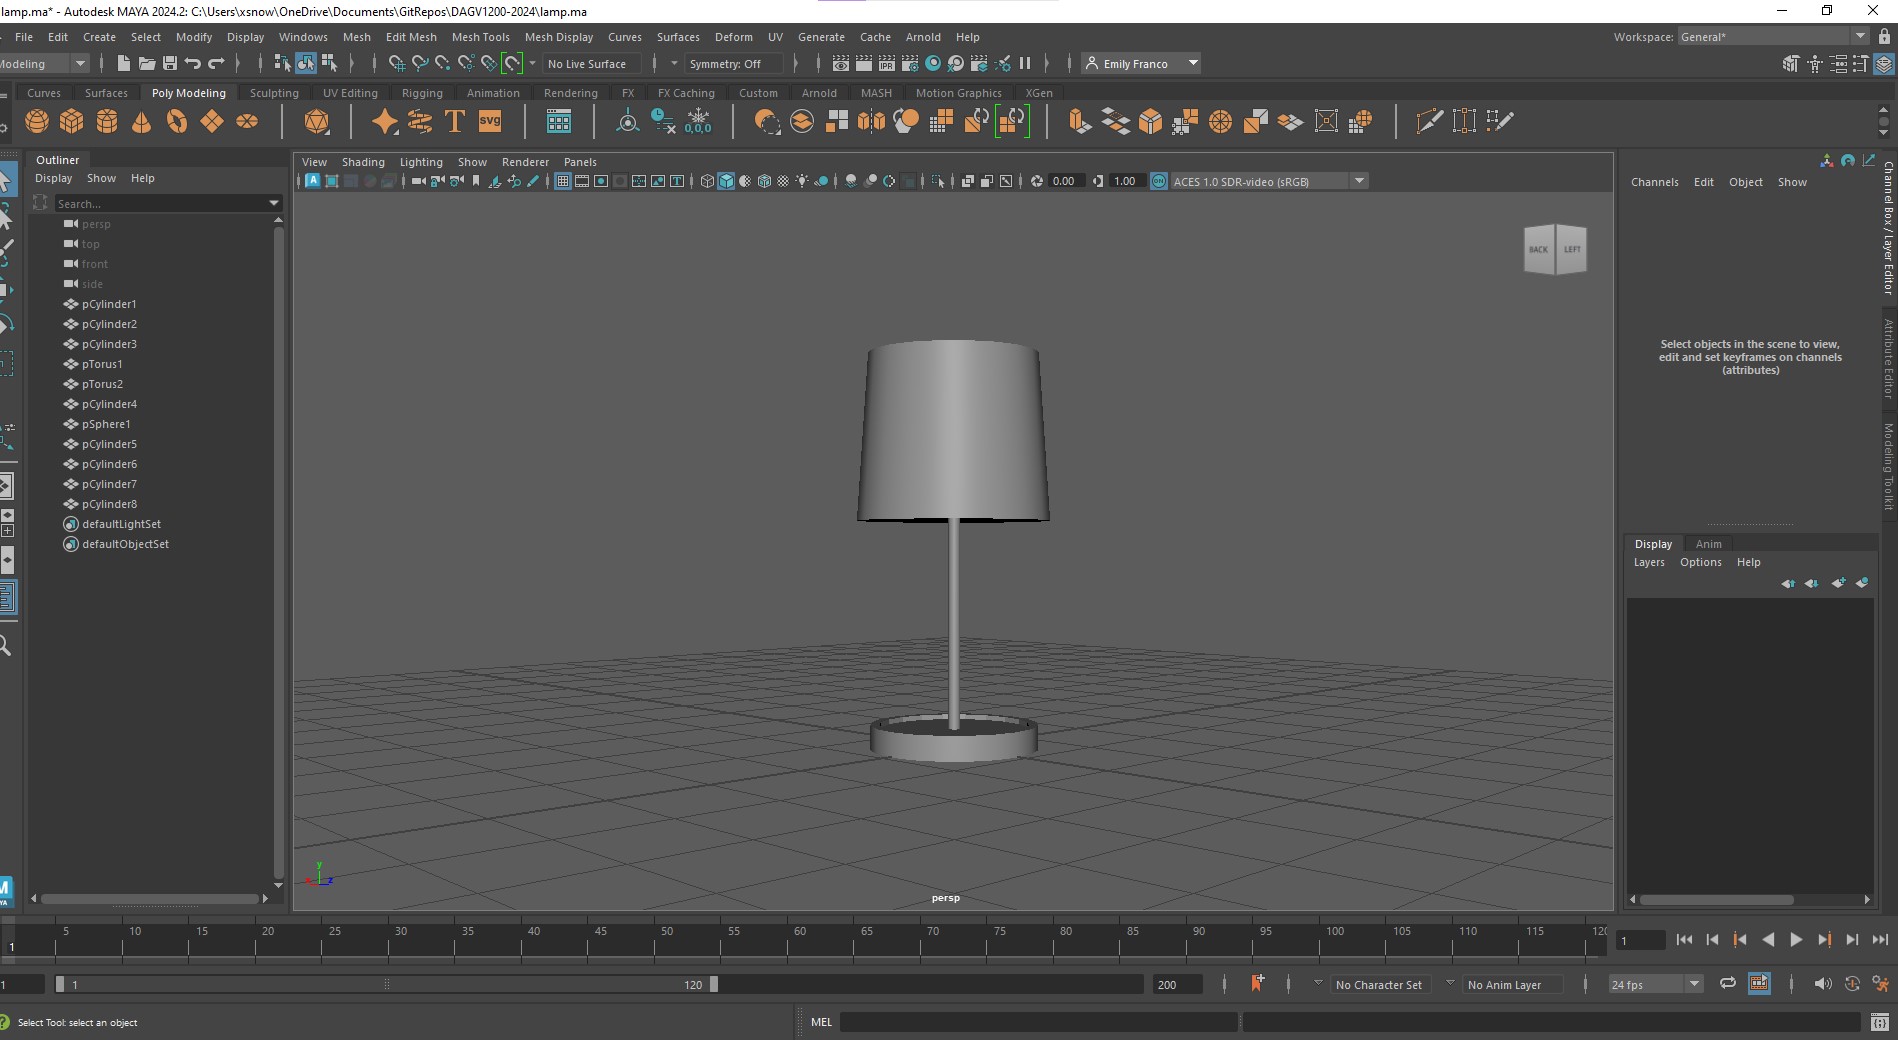 lamp.ma* - Autodesk MAYA 2024.2: C:\Users\xsnow\OneDrive\Documents\GitRepos\DAGV1200-2024\lamp.ma
File Edit Create Select Modify Display Windows Mesh Edit Mesh Mesh Tools Mesh Display Curves Surfaces Deform UV Generate Cache Arnold Help
Workspace: General*
Modeling
No Live Surface
Symmetry: Off
IPR
Emily Franco
Curves Surfaces Poly Modeling Sculpting UV Editing Rigging Animation Rendering FX FX Caching Custom Arnold MASH Motion Graphics XGen
T
SVG
0,0,0
Outliner
Display Show Help
Search...
persp
top
front
side
pCylinder1
pCylinder2
pCylinder3
pTorus1
pTorus2
pCylinder4
pSphere1
pCylinder5
pCylinder6
pCylinder7
pCylinder8
defaultLightSet
defaultObjectSet
View Shading Lighting Show Renderer Panels
0.00
1.00
ON
ACES 1.0 SDR-video (sRGB)
BACK LEFT
y
z
persp
Channels Edit Object Show
Select objects in the scene to view,
edit and set keyframes on channels
(attributes)
Channel Box / Layer Editor
Attribute Editor
Modeling Toolkit
Display Anim
Layers Options Help
5 10 15 20 25 30 35 40 45 50 55 60 65 70 75 80 85 90 95 100 105 110 115 120
1
1
1
1
120
200
No Character Set
No Anim Layer
24 fps
Select Tool: select an object
MEL